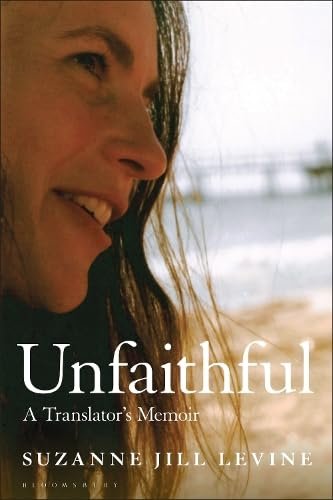 Unfaithful
A Translator's Memoir
SUZANNE JILL LEVINE
BLOOMSBURY